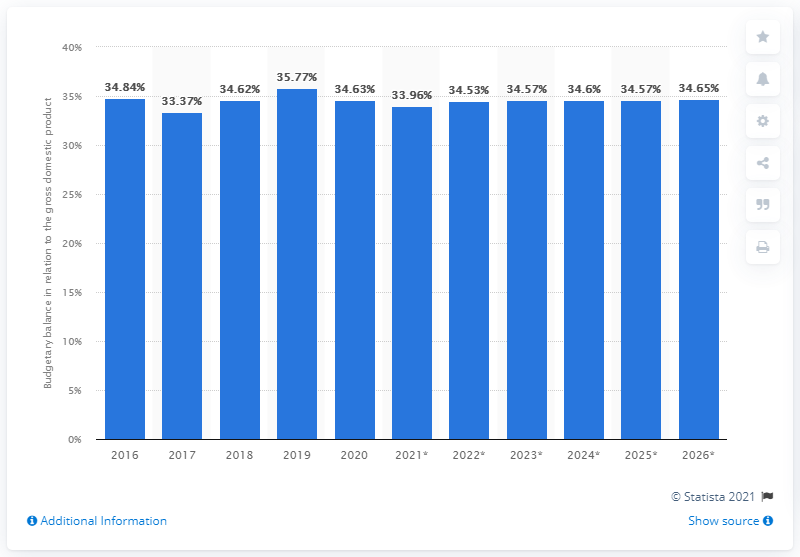 Budgetary balance in relation to the gross domestic product
40%
35%
30%
25%
20%
15%
10%
5%
0%
34.84% 33.37% 34.62% 35.77% 34.63% 33.96% 34.53% 34.57% 34.6% 34.57% 34.65%
2016 2017 2018 2019 2020 2021* 2022* 2023* 2024* 2025* 2026*
© Statista 2021
Additional Information Show source